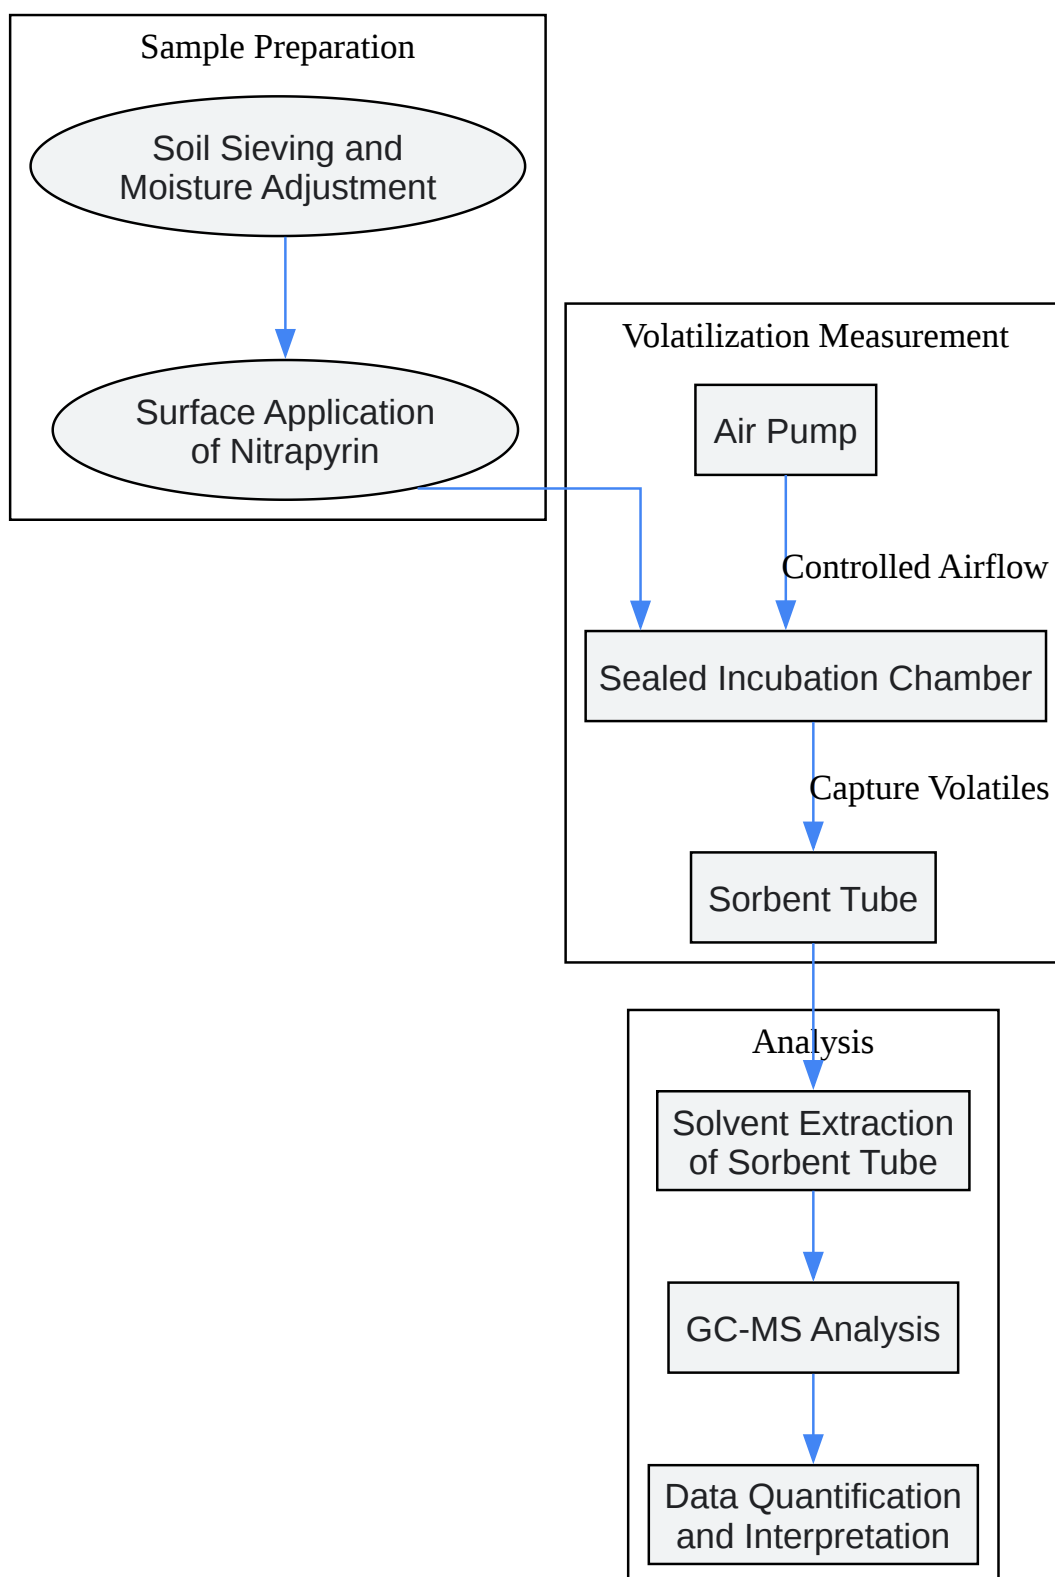 Sample Preparation
Soil Sieving and
Moisture Adjustment
Surface Application
of Nitrapyrin
Volatilization Measurement
Air Pump
Controlled Airflow
Sealed Incubation Chamber
Capture Volatiles
Sorbent Tube
Analysis
Solvent Extraction
of Sorbent Tube
GC-MS Analysis
Data Quantification
and Interpretation